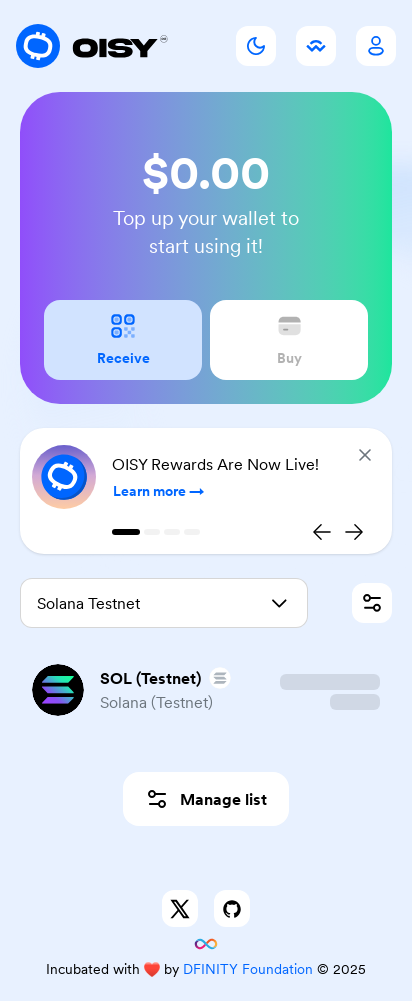 OISY
$0.00
Top up your wallet to
start using it!
Receive
Buy
OISY Rewards Are Now Live!
Learn more
Solana Testnet
SOL (Testnet)
Solana (Testnet)
Manage list
Incubated with ❤️ by DFINITY Foundation © 2025